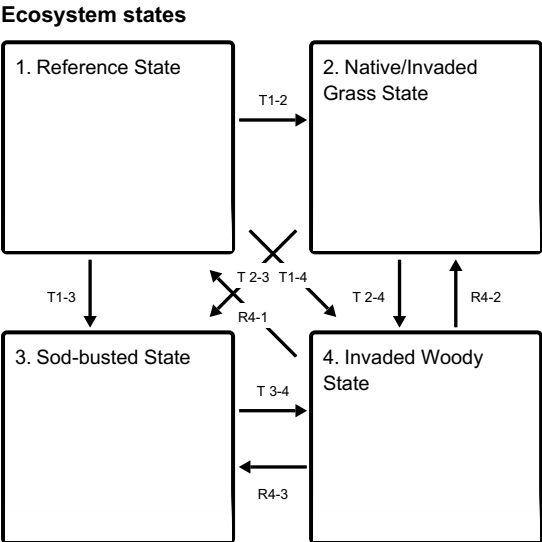 Ecosystem states
1. Reference State
2. Native/Invaded
Grass State
T1-2
T 2-3
T1-4
T1-3
T 2-4
R4-2
R4-1
3. Sod-busted State
4. Invaded Woody
State
T 3-4
R4-3